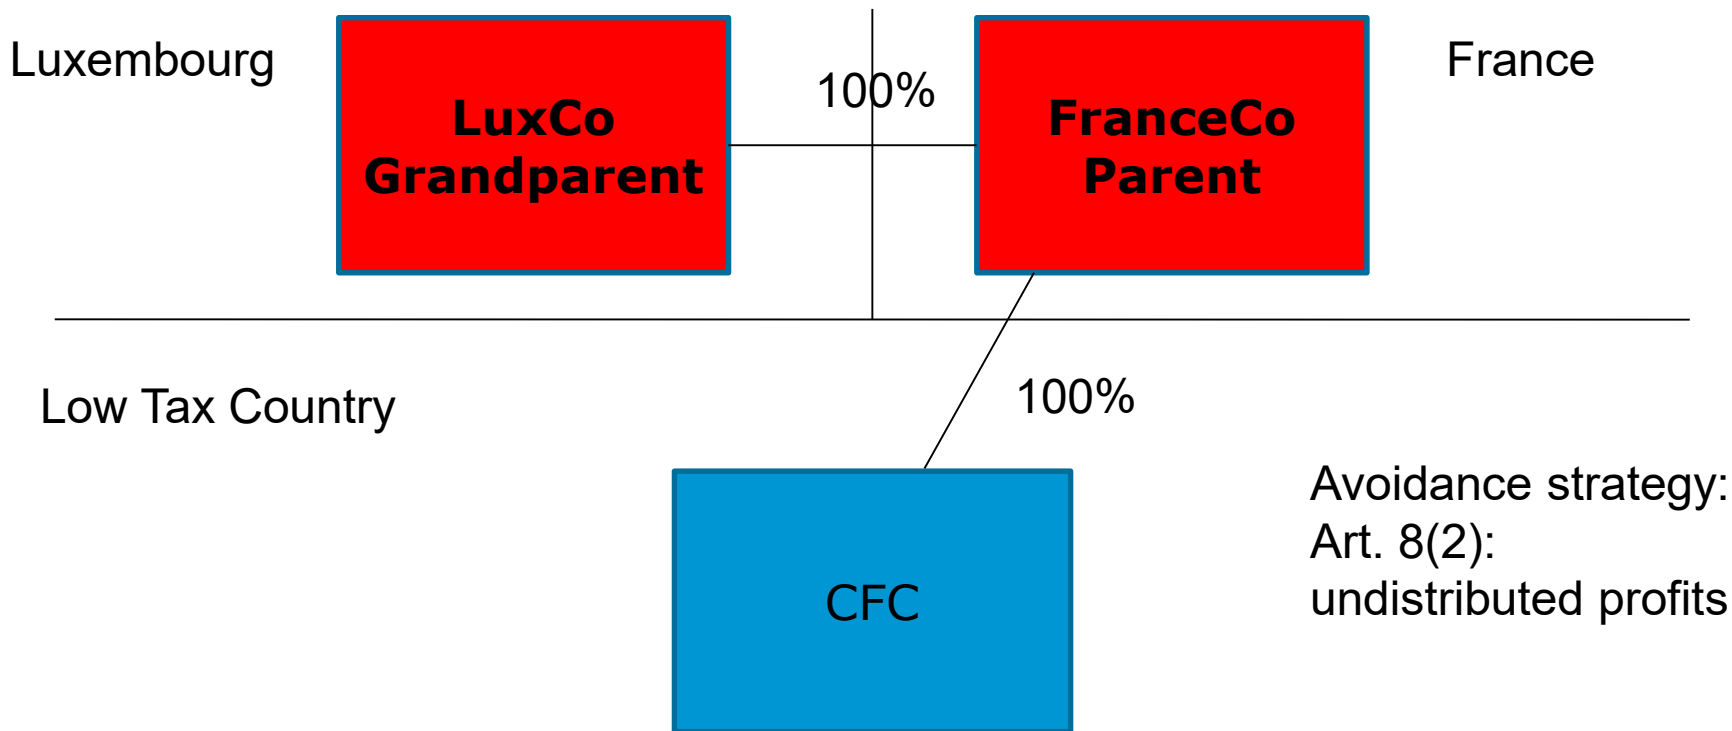 Luxembourg
LuxCo
Grandparent
100%
FranceCo
Parent
France
Low Tax Country
100%
CFC
Avoidance strategy:
Art. 8(2):
undistributed profits